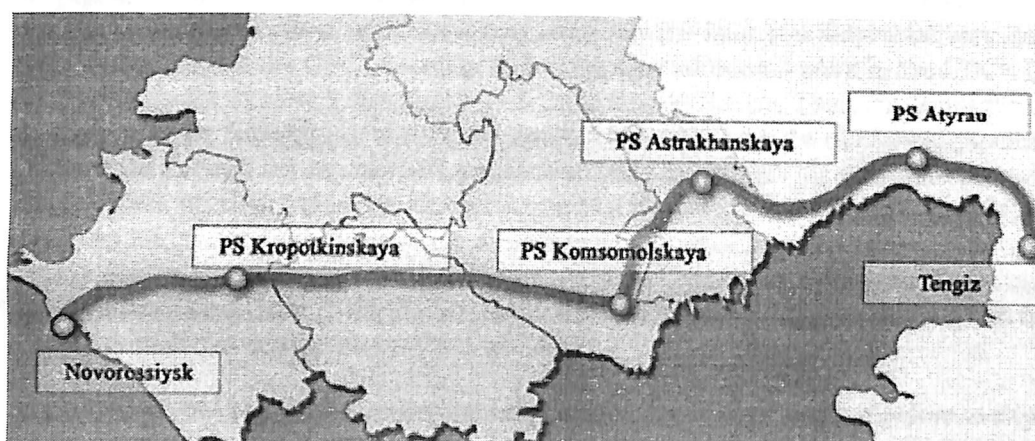 PS Atyrau
PS Astrakhanskaya
PS Kropotkinskaya
PS Komsomolskaya
Tengiz
Novorossiysk